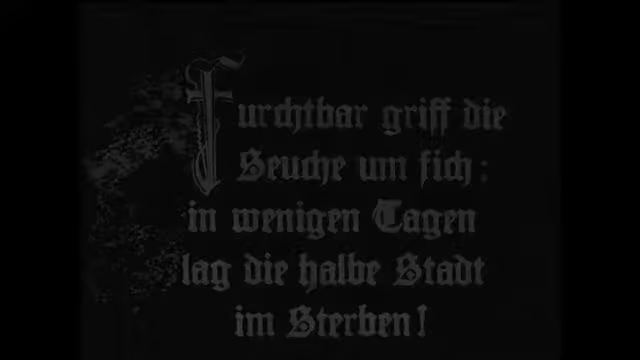 Furchtbar griff die
Seuche um ſich:
in wenigen Tagen
lag die halbe Stadt
im Sterben!